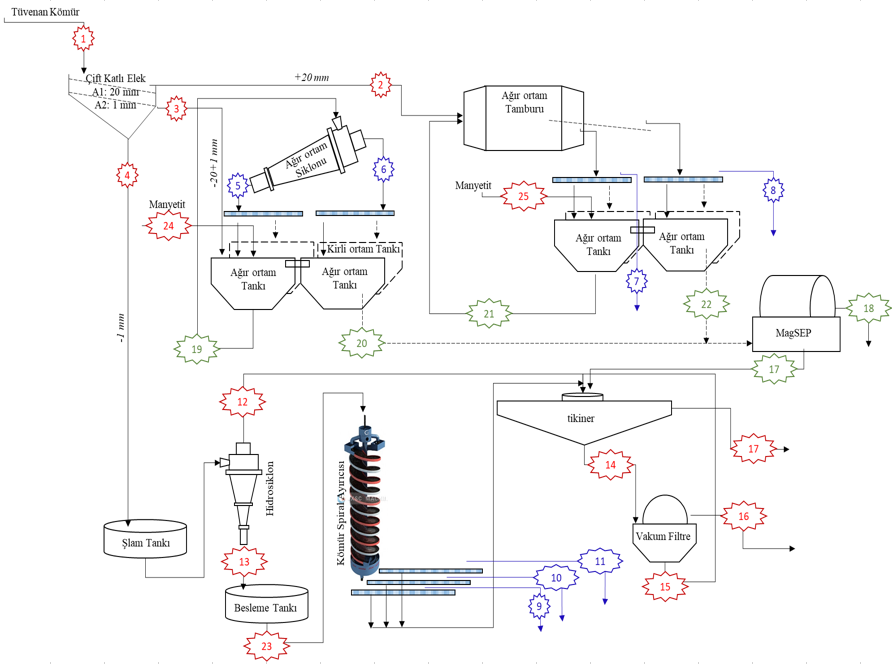 Tüvenan Kömür
1
Çift Katlı Elek
A1: 20 mm
A2: 1 mm
+20 mm
2
3
-20+1 mm
4
-1 mm
Ağır ortam
Siklonu
5
6
Manyetit
24
Kirli ortam Tankı
Ağır ortam
Tankı
Ağır ortam
Tankı
19
20
Ağır ortam
Tamburu
Manyetit
25
8
Ağır ortam
Tankı
Ağır ortam
Tankı
7
21
22
MagSEP
18
17
12
Hidrosiklon
13
Şlam Tankı
Besleme Tankı
23
Kömür Spiral Ayırıcısı
tikiner
14
17
Vakum Filtre
16
15
11
10
9